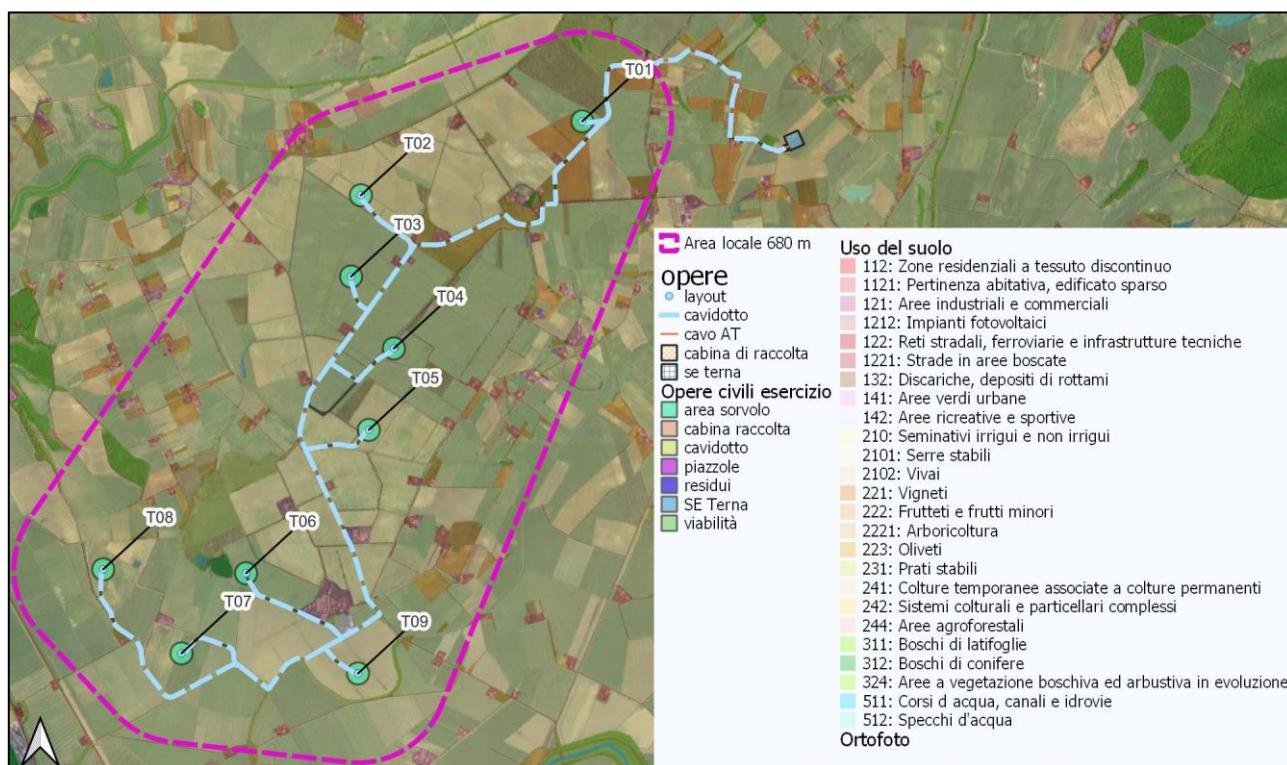 T01
T02
T03
T04
T05
T06
T08
T07
T09
Area locale 680 m
opere
layout
cavidotto
cavo AT
cabina di raccolta
se terna
Opere civili esercizio
area sorvolo
cabina raccolta
cavidotto
piazzole
residui
SE Terna
viabilità
Uso del suolo
112: Zone residenziali a tessuto discontinuo
1121: Pertinenza abitativa, edificato sparso
121: Aree industriali e commerciali
1212: Impianti fotovoltaici
122: Reti stradali, ferroviarie e infrastrutture tecniche
1221: Strade in aree boscate
132: Discariche, depositi di rottami
141: Aree verdi urbane
142: Aree ricreative e sportive
210: Seminativi irrigui e non irrigui
2101: Serre stabili
2102: Vivai
221: Vigneti
222: Frutteti e frutti minori
2221: Arboricoltura
223: Oliveti
231: Prati stabili
241: Colture temporanee associate a colture permanenti
242: Sistemi colturali e particellari complessi
244: Aree agroforestali
311: Boschi di latifoglie
312: Boschi di conifere
324: Aree a vegetazione boschiva ed arbustiva in evoluzione
511: Corsi d acqua, canali e idrovie
512: Specchi d'acqua
Ortofoto